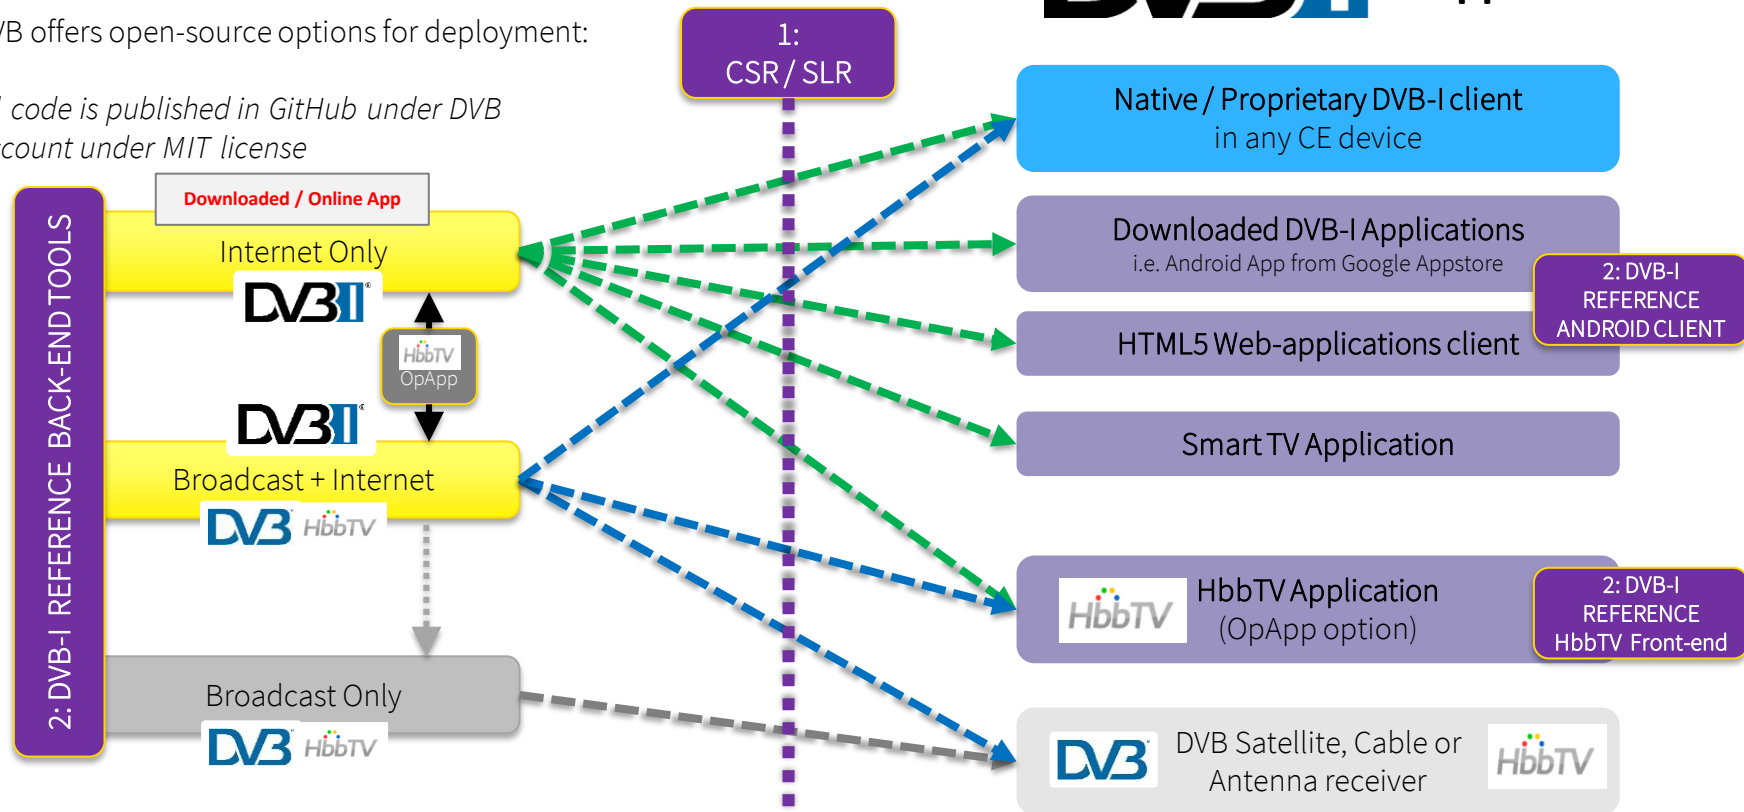 VB offers open-source options for deployment:
code is published in GitHub under DVB
ccount under MIT license
1:
CSR / SLR
DVB
2: DVB-I REFERENCE BACK-END TOOLS
Downloaded / Online App
Internet Only
DVB I
HbbTV
OpApp
DVB I
Broadcast + Internet
DVB HbbTV
Broadcast Only
DVB HbbTV
Native / Proprietary DVB-I client
in any CE device
Downloaded DVB-I Applications
i.e. Android App from Google Appstore
2: DVB-I
REFERENCE
ANDROID CLIENT
HTML5 Web-applications client
Smart TV Application
HbbTV
HbbTV Application
(OpApp option)
2: DVB-I
REFERENCE
HbbTV Front-end
DVB
DVB Satellite, Cable or
Antenna receiver
HbbTV